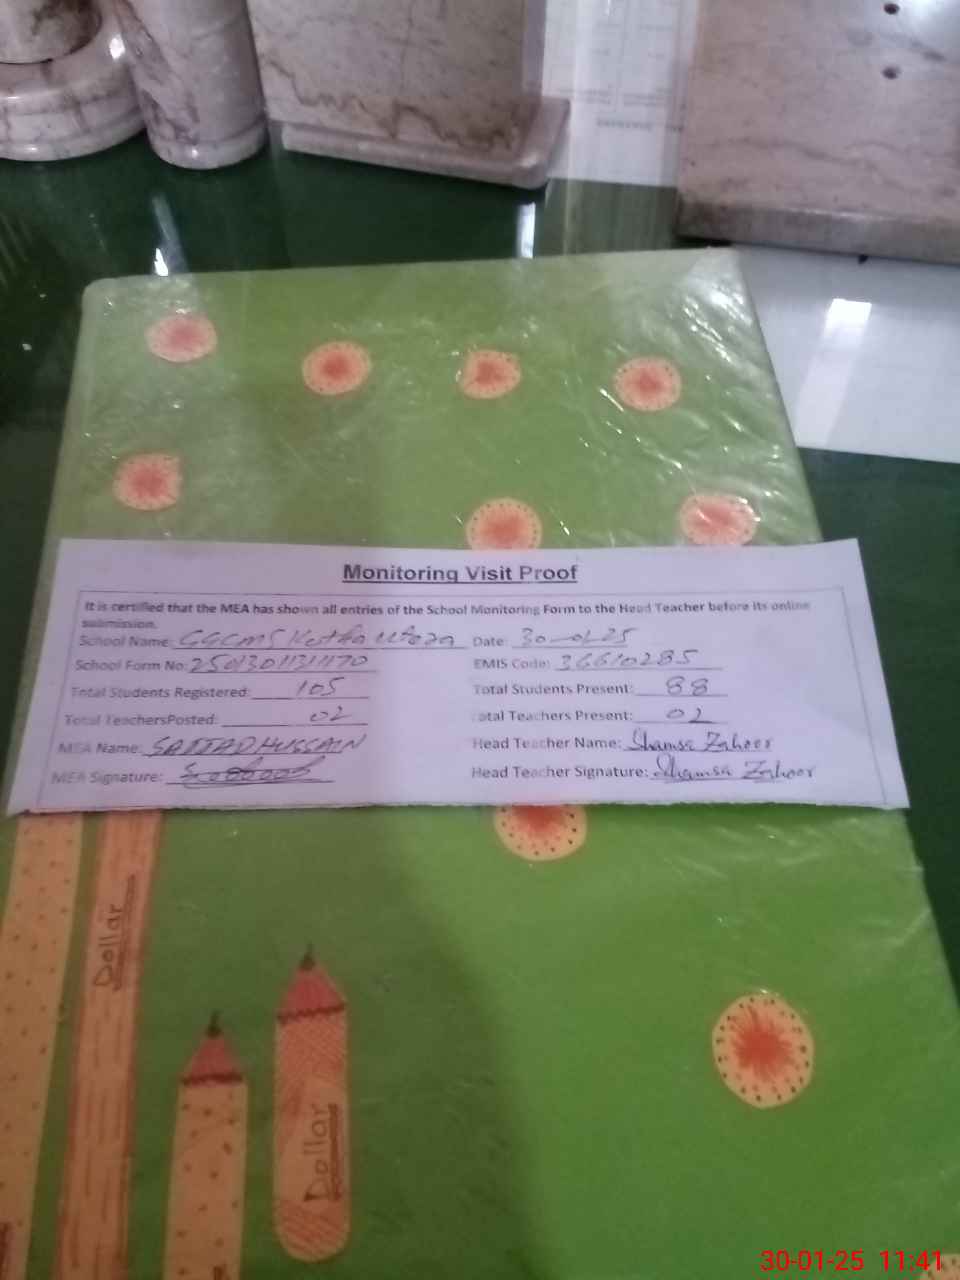 Monitoring Visit Proof
It is certified that the MEA has shown all entries of the School Monitoring Form to the Head Teacher before its online
submission.
School Name: GGCMS Date: 30-01-25
School Form No: 2501301131170 EMIS Code: 36610285
Total Students Registered: 105 Total Students Present: 88
Total TeachersPosted: 02 Total Teachers Present: 02
MEA Name: SAJJAD HUSSAIN Head Teacher Name: Shamsa Zahoor
MEA Signature: Head Teacher Signature: Shamsa Zahoor
Dollar
Dollar
30-01-25 11:41